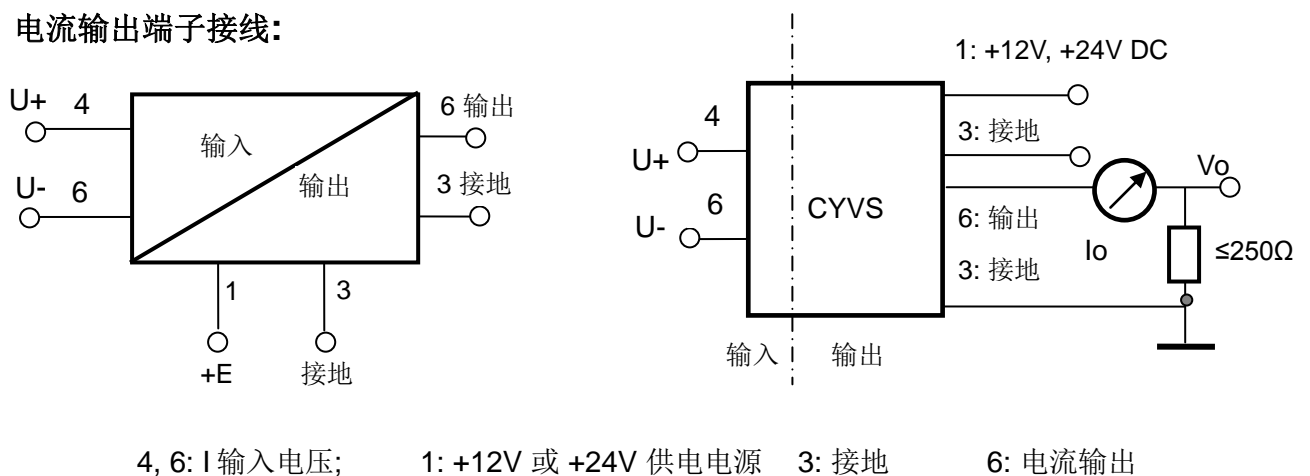 电流输出端子接线:
U+ 4
U- 6
输入
输出
6 输出
3 接地
1
3
+E
接地
1: +12V, +24V DC
3: 接地
4
U+
6
U-
CYVS
Vo
6: 输出
Io
≤250Ω
3: 接地
输入
输出
4, 6: I 输入电压; 1: +12V 或 +24V 供电电源 3: 接地 6: 电流输出